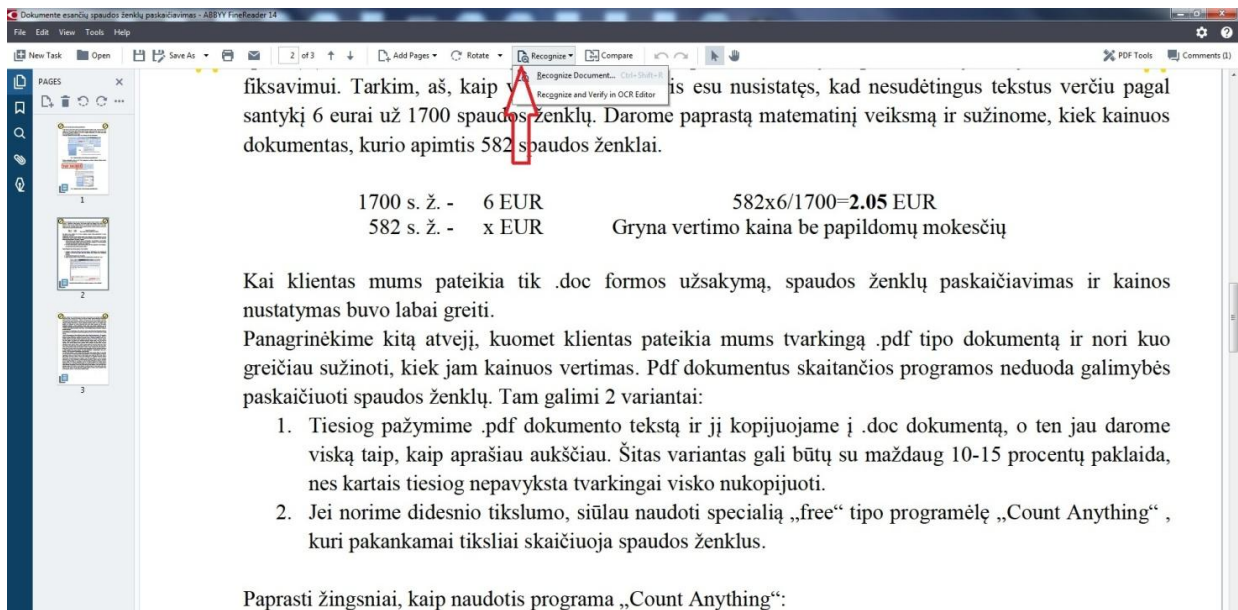 Dokumente esančių spaudos ženklų paskaičiavimas - ABBYY FineReader 14
File Edit View Tools Help
New Task Open Save As 2 of 3 Add Pages Rotate Recognize Compare PDF Tools Comments (1)
PAGES
Recognize Document... Ctrl+Shift+R
Recognize and Verify in OCR Editor
fiksavimui. Tarkim, aš, kaip is esu nusistatęs, kad nesudėtingus tekstus verčiu pagal
santykį 6 eurai už 1700 spaudos ženklų. Darome paprastą matematinį veiksmą ir sužinome, kiek kainuos
dokumentas, kurio apimtis 582 spaudos ženklai.
1700 s. ž. - 6 EUR 582x6/1700=2.05 EUR
582 s. ž. - x EUR Gryna vertimo kaina be papildomų mokesčių
Kai klientas mums pateikia tik .doc formos užsakymą, spaudos ženklų paskaičiavimas ir kainos
nustatymas buvo labai greiti.
Panagrinėkime kitą atvejį, kuomet klientas pateikia mums tvarkingą .pdf tipo dokumentą ir nori kuo
greičiau sužinoti, kiek jam kainuos vertimas. Pdf dokumentus skaitančios programos neduoda galimybės
paskaičiuoti spaudos ženklų. Tam galimi 2 variantai:
1. Tiesiog pažymime .pdf dokumento tekstą ir jį kopijuojame į .doc dokumentą, o ten jau darome
viską taip, kaip aprašiau aukščiau. Šitas variantas gali būtų su maždaug 10-15 procentų paklaida,
nes kartais tiesiog nepavyksta tvarkingai visko nukopijuoti.
2. Jei norime didesnio tikslumo, siūlau naudoti specialią „free“ tipo programėlę „Count Anything“ ,
kuri pakankamai tiksliai skaičiuoja spaudos ženklus.
Paprasti žingsniai, kaip naudotis programa „Count Anything“:
1
2
3